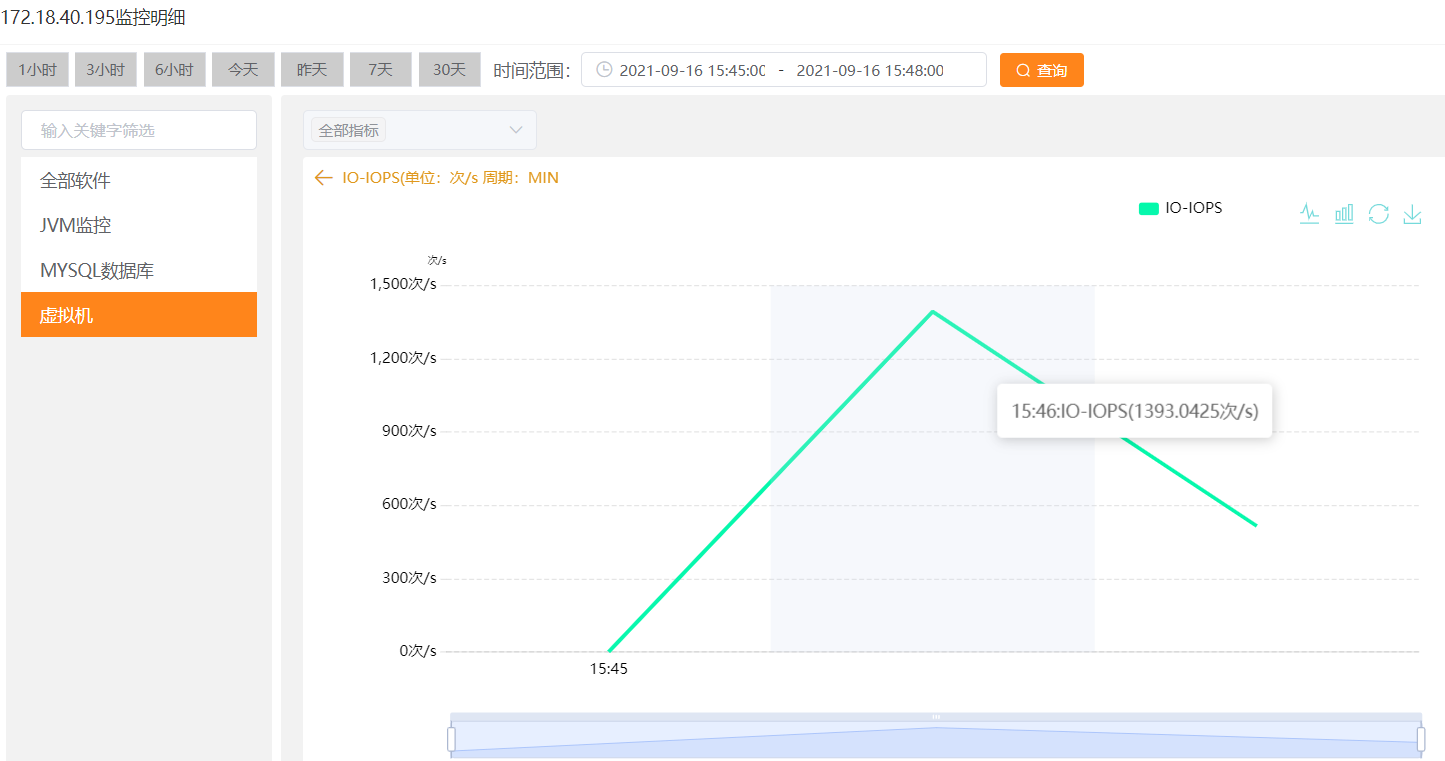 172.18.40.195监控明细
1小时 3小时 6小时 今天 昨天 7天 30天 时间范围： 2021-09-16 15:45:00 - 2021-09-16 15:48:00 查询
输入关键字筛选
全部软件
JVM监控
MYSQL数据库
虚拟机
全部指标
IO-IOPS(单位：次/s 周期：MIN
IO-IOPS
次/s
1,500次/s
1,200次/s
900次/s
600次/s
300次/s
0次/s
15:46:IO-IOPS(1393.0425次/s)
15:45